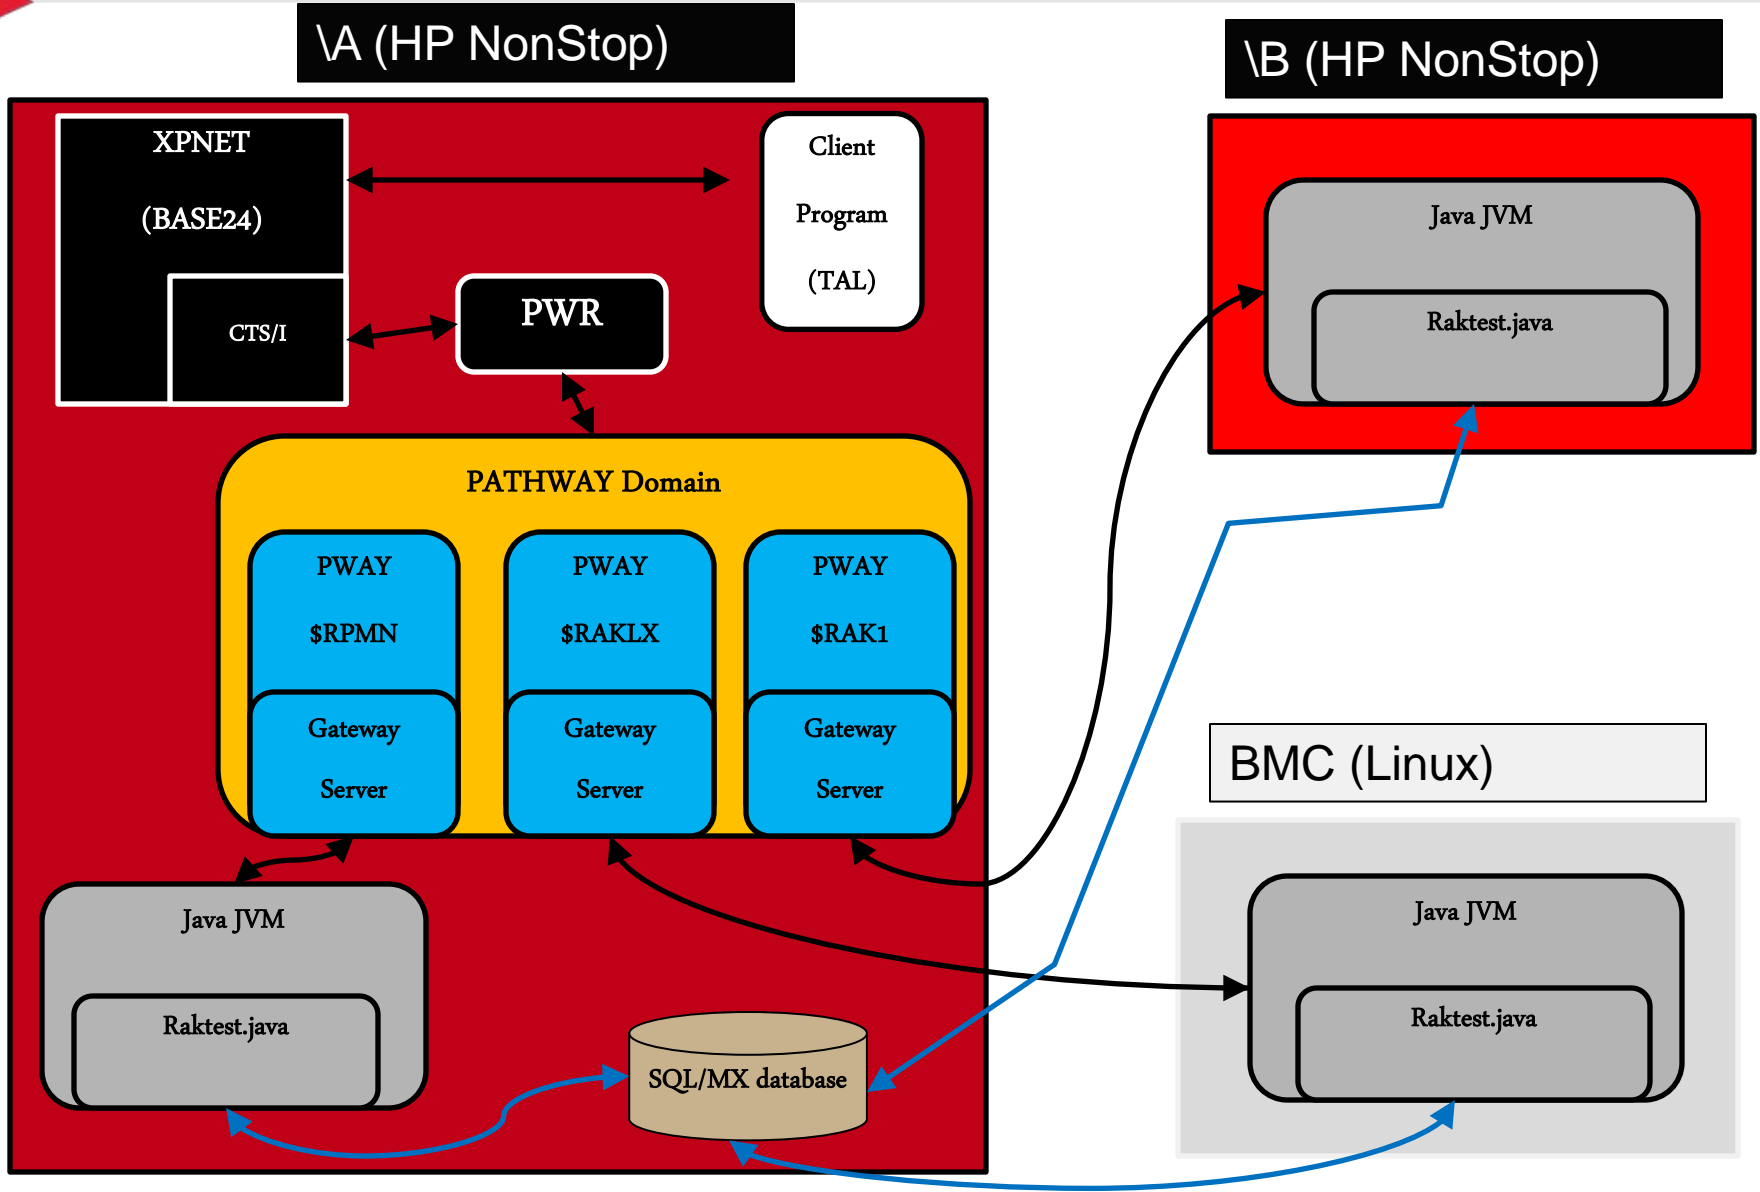 \A (HP NonStop)
\B (HP NonStop)
XPNET
(BASE24)
CTS/I
PWR
Client
Program
(TAL)
Java JVM
Raktest.java
PATHWAY Domain
PWAY
$RPMN
Gateway
Server
PWAY
$RAKLX
Gateway
Server
PWAY
$RAK1
Gateway
Server
BMC (Linux)
Java JVM
Raktest.java
Java JVM
Raktest.java
SQL/MX database